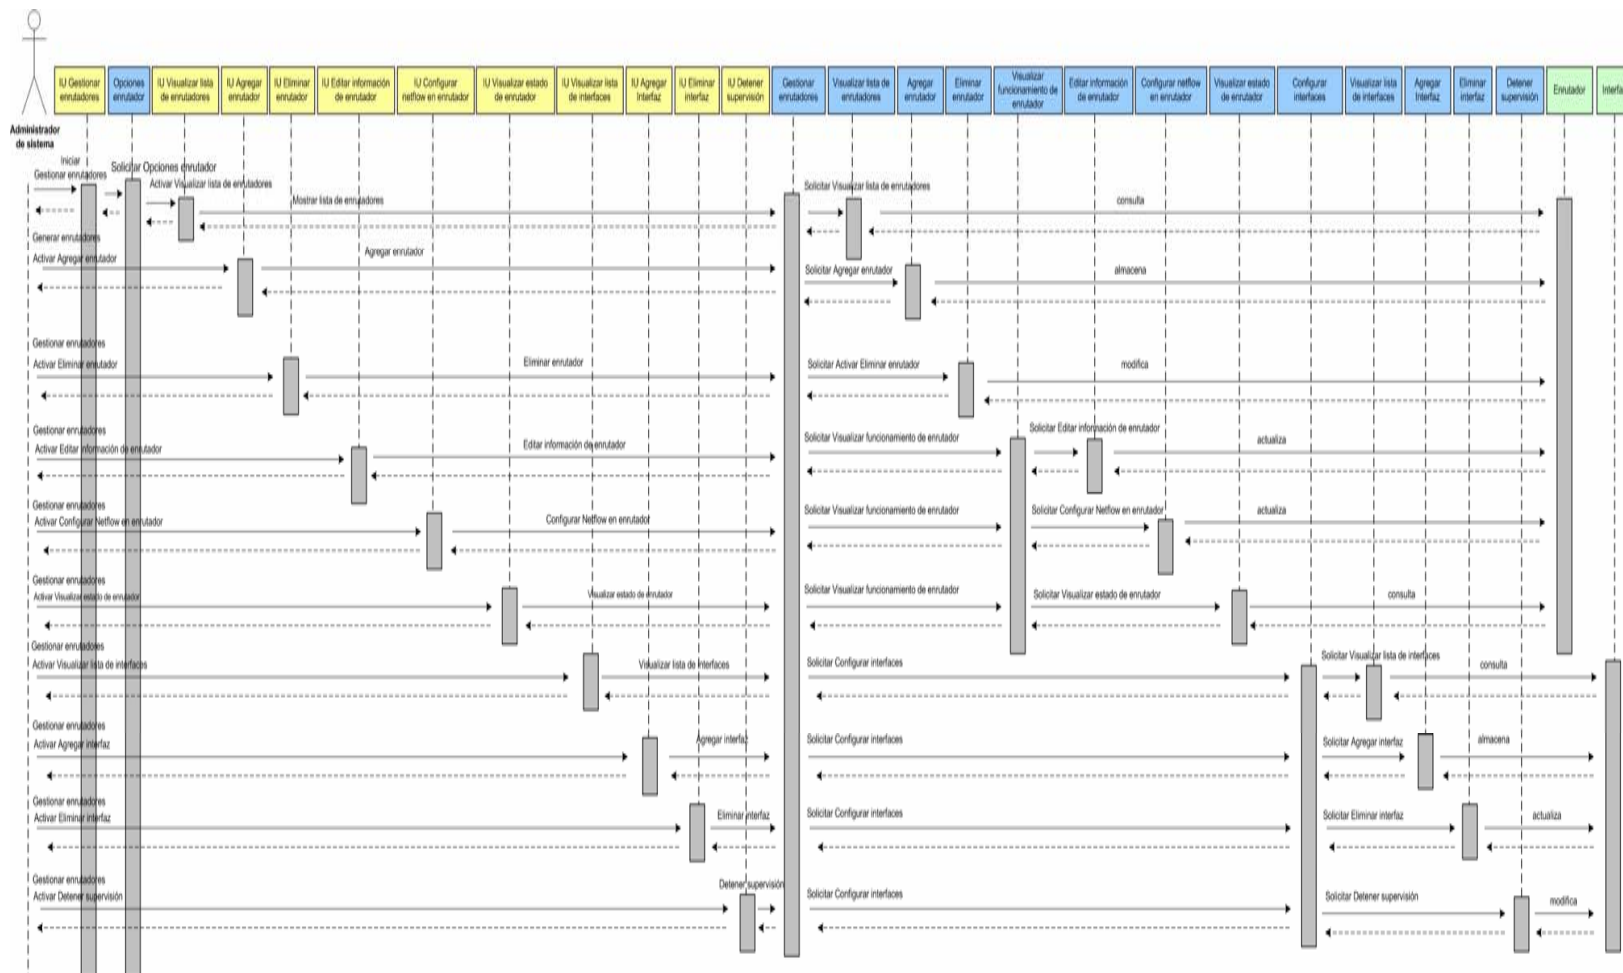 IU Gestionar
enrutadores
Opciones
enrutador
IU Visualizar lista
de enrutadores
IU Agregar
enrutador
IU Eliminar
enrutador
IU Editar información
de enrutador
IU Configurar
netflow en enrutador
IU Visualizar estado
de enrutador
IU Visualizar lista
de interfaces
IU Agregar
Interfaz
IU Eliminar
interfaz
IU Detener
supervisión
Gestionar
enrutadores
Visualizar lista de
enrutadores
Agregar
enrutador
Eliminar
enrutador
Visualizar
funcionamiento de
enrutador
Editar información
de enrutador
Configurar netflow
en enrutador
Visualizar estado
de enrutador
Configurar
interfaces
Visualizar lista
de interfaces
Agregar
Interfaz
Eliminar
interfaz
Detener
supervisión
Enrutador
Interfa
Administrador
de sistema
Iniciar
Gestionar enrutadores
Solicitar Opciones enrutador
Activar Visualizar lista de enrutadores
Mostrar lista de enrutadores
Solicitar Visualizar lista de enrutadores
consulta
Generar enrutadores
Activar Agregar enrutador
Agregar enrutador
Solicitar Agregar enrutador
almacena
Gestionar enrutadores
Activar Eliminar enrutador
Eliminar enrutador
Solicitar Activar Eliminar enrutador
modifica
Gestionar enrutadores
Activar Editar información de enrutador
Editar información de enrutador
Solicitar Visualizar funcionamiento de enrutador
Solicitar Editar información de enrutador
actualiza
Gestionar enrutadores
Activar Configurar Netflow en enrutador
Configurar Netflow en enrutador
Solicitar Visualizar funcionamiento de enrutador
Solicitar Configurar Netflow en enrutador
actualiza
Gestionar enrutadores
Activar Visualizar estado de enrutador
Visualizar estado de enrutador
Solicitar Visualizar funcionamiento de enrutador
Solicitar Visualizar estado de enrutador
consulta
Gestionar enrutadores
Activar Visualizar lista de interfaces
Visualizar lista de interfaces
Solicitar Configurar interfaces
Solicitar Visualizar lista de interfaces
consulta
Gestionar enrutadores
Activar Agregar interfaz
Agregar interfaz
Solicitar Configurar interfaces
Solicitar Agregar interfaz
almacena
Gestionar enrutadores
Activar Eliminar interfaz
Eliminar interfaz
Solicitar Configurar interfaces
Solicitar Eliminar interfaz
actualiza
Gestionar enrutadores
Activar Detener supervisión
Detener supervisión
Solicitar Configurar interfaces
Solicitar Detener supervisión
modifica